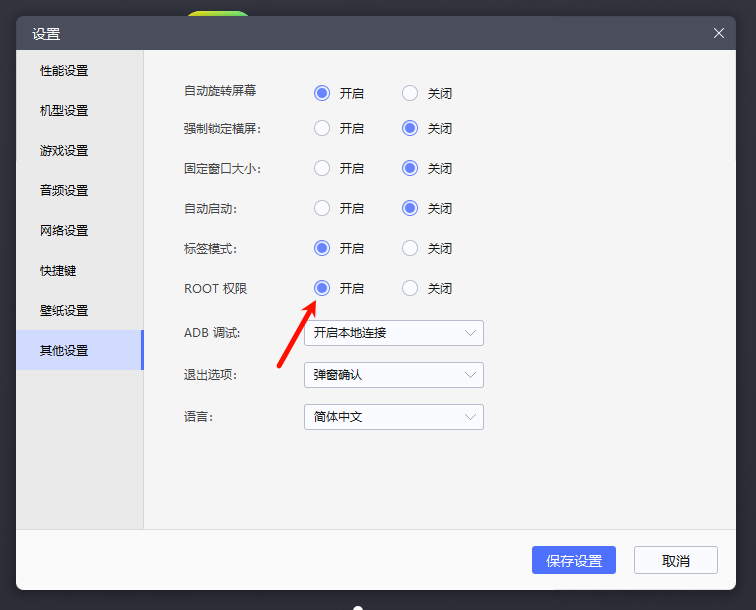 设置
性能设置
机型设置
游戏设置
音频设置
网络设置
快捷键
壁纸设置
其他设置
自动旋转屏幕 开启 关闭
强制锁定横屏: 开启 关闭
固定窗口大小: 开启 关闭
自动启动: 开启 关闭
标签模式: 开启 关闭
ROOT 权限 开启 关闭
ADB 调试: 开启本地连接
退出选项: 弹窗确认
语言: 简体中文
保存设置 取消